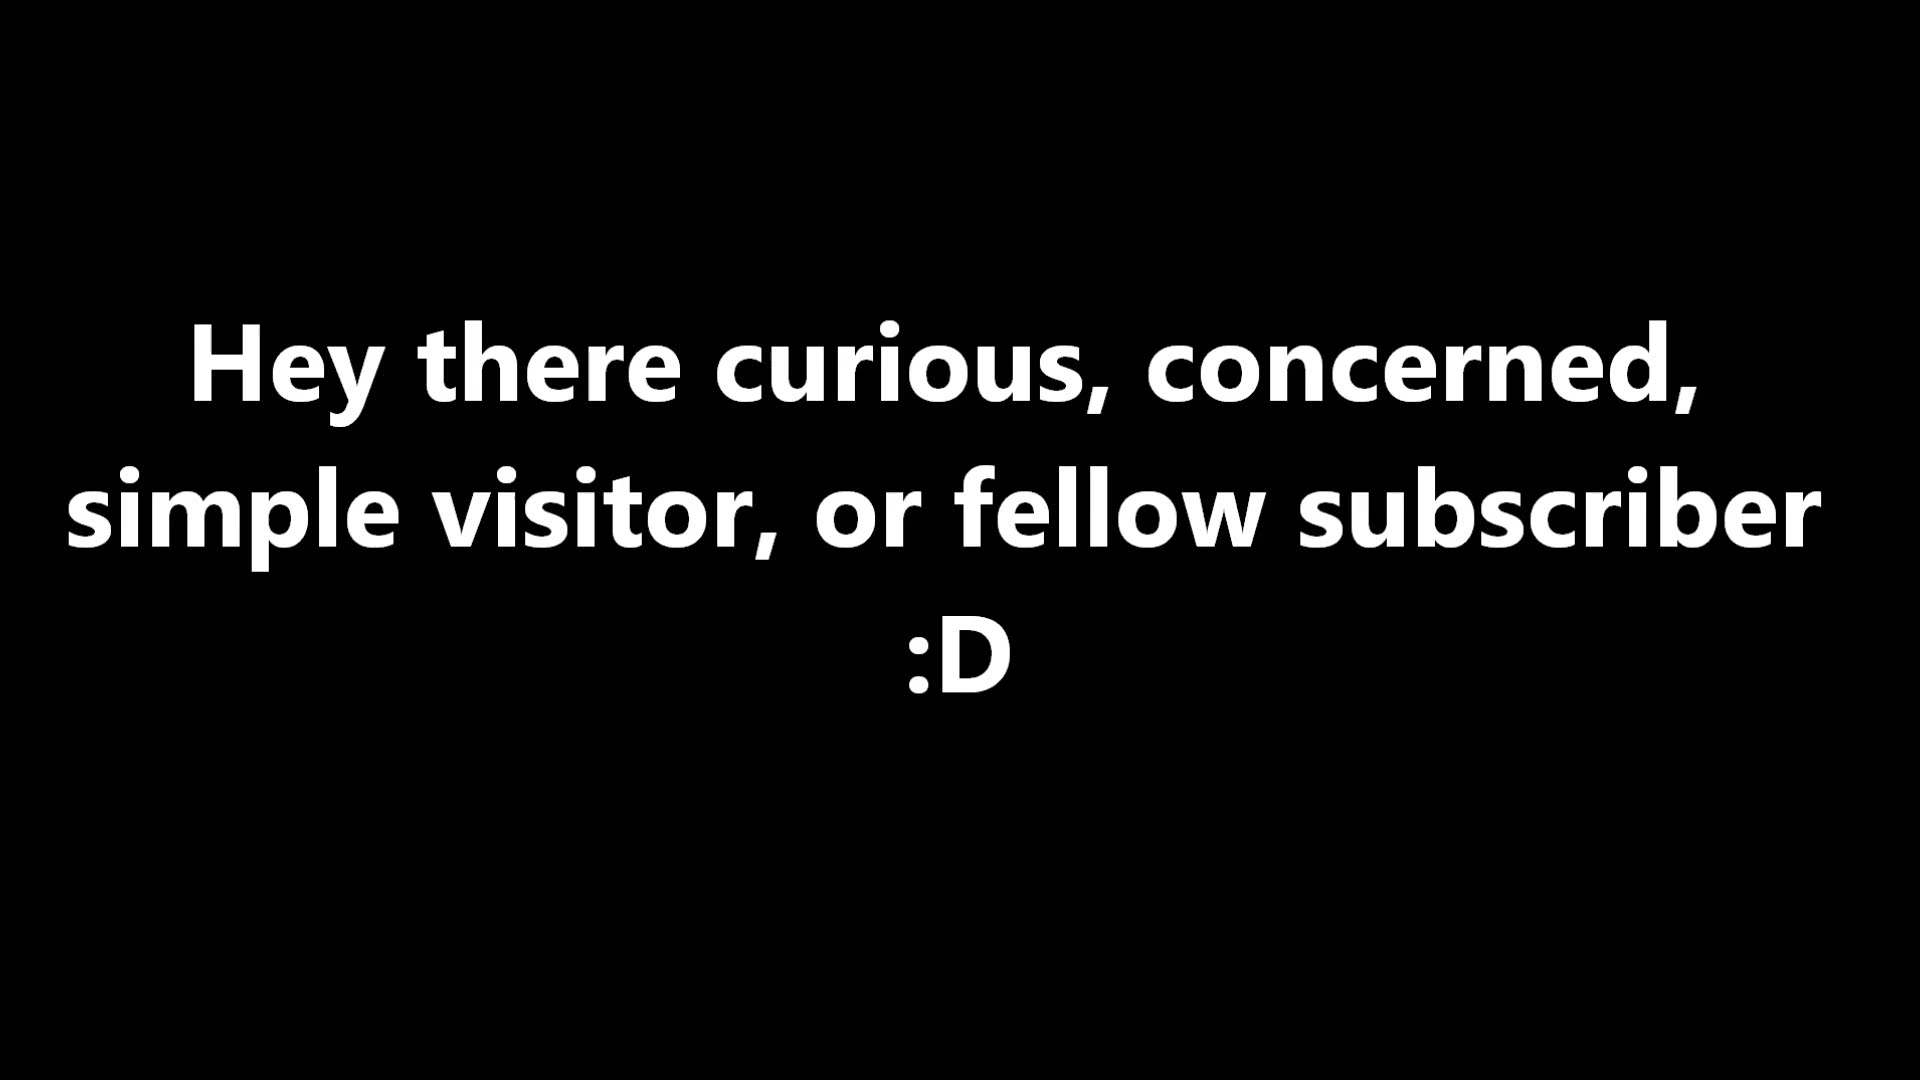 Hey there curious, concerned,
simple visitor, or fellow subscriber
:D